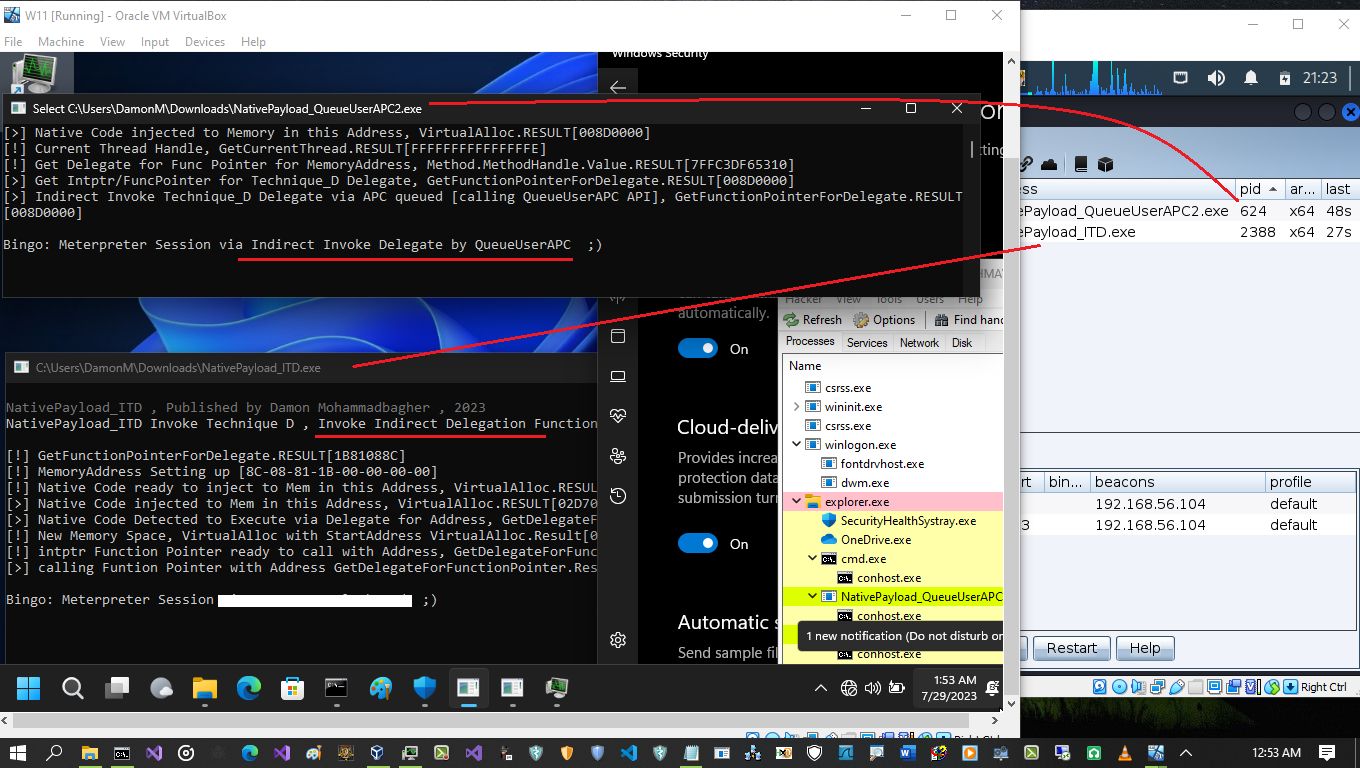 W11 [Running] - Oracle VM VirtualBox
File Machine View Input Devices Help
Windows Security
Select C:\Users\DamonM\Downloads\NativePayload_QueueUserAPC2.exe
[>] Native Code injected to Memory in this Address, VirtualAlloc.RESULT[008D0000]
[!] Current Thread Handle, GetCurrentThread.RESULT[FFFFFFFFFFFFFFFE]
[!] Get Delegate for Func Pointer for MemoryAddress, Method.MethodHandle.Value.RESULT[7FFC3DF65310]
[>] Get Intptr/FuncPointer for Technique_D Delegate, GetFunctionPointerForDelegate.RESULT[008D0000]
[>] Indirect Invoke Technique_D Delegate via APC queued [calling QueueUserAPC API], GetFunctionPointerForDelegate.RESULT
[008D0000]
Bingo: Meterpreter Session via Indirect Invoke Delegate by QueueUserAPC ;)
C:\Users\DamonM\Downloads\NativePayload_ITD.exe
NativePayload_ITD , Published by Damon Mohammadbagher , 2023
NativePayload_ITD Invoke Technique D , Invoke Indirect Delegation Function
[!] GetFunctionPointerForDelegate.RESULT[1B81088C]
[!] MemoryAddress Setting up [8C-08-81-1B-00-00-00-00]
[!] Native Code ready to inject to Mem in this Address, VirtualAlloc.RESUL
[>] Native Code injected to Mem in this Address, VirtualAlloc.RESULT[02D70
[>] Native Code Detected to Execute via Delegate for Address, GetDelegateF
[!] New Memory Space, VirtualAlloc with StartAddress VirtualAlloc.Result[0
[!] intptr Function Pointer ready to call with Address, GetDelegateForFunc
[>] calling Funtion Pointer with Address GetDelegateForFunctionPointer.Res
Bingo: Meterpreter Session ;)
automatically.
On
Cloud-deliv
Provides increa
protection data
submission turn
On
Automatic s
Send sample fil
Hacker View Tools Users Help
Refresh Options Find hand
Processes Services Network Disk
Name
csrss.exe
wininit.exe
csrss.exe
winlogon.exe
fontdrvhost.exe
dwm.exe
explorer.exe
SecurityHealthSystray.exe
OneDrive.exe
cmd.exe
conhost.exe
NativePayload_QueueUserAPC
conhost.exe
1 new notification (Do not disturb on
conhost.exe
1:53 AM
7/29/2023
21:23
ess pid ar... last
ePayload_QueueUserAPC2.exe 624 x64 48s
ePayload_ITD.exe 2388 x64 27s
rt bin... beacons profile
192.168.56.104 default
3 192.168.56.104 default
Restart Help
Right Ctrl
12:53 AM